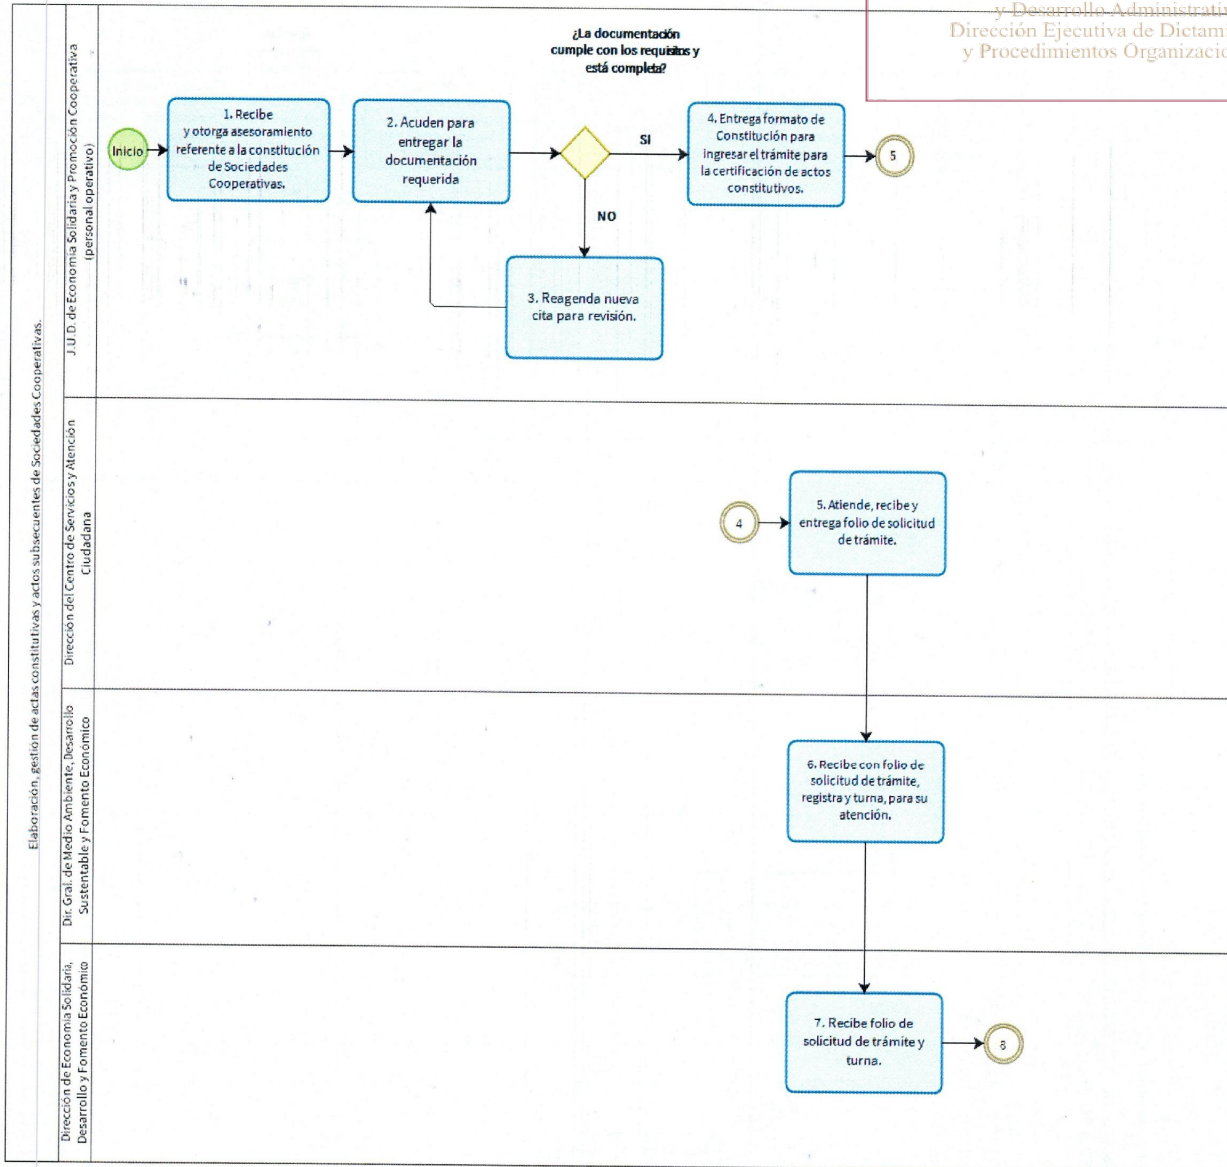 y Desarrollo Administrativ
Dirección Ejecutiva de Dictami
y Procedimientos Organizacio
Elaboración, gestión de actas constitutivas y actos subsecuentes de Sociedades Cooperativas.
J.U.D. de Economía Solidaria y Promoción Cooperativa
(personal operativo)
¿La documentación
cumple con los requisitos y
está completa?
Inicio
1. Recibe
y otorga asesoramiento
referente a la constitución
de Sociedades
Cooperativas.
2. Acuden para
entregar la
documentación
requerida
SI
4. Entrega formato de
Constitución para
ingresar el trámite para
la certificación de actos
constitutivos.
5
NO
3. Reagenda nueva
cita para revisión.
Dirección del Centro de Servicios y Atención
Ciudadana
4
5. Atiende, recibe y
entrega folio de solicitud
de trámite.
Dir. Gral. de Medio Ambiente, Desarrollo
Sustentable y Fomento Económico
6. Recibe con folio de
solicitud de trámite,
registra y turna, para su
atención.
Dirección de Economía Solidaria,
Desarrollo y Fomento Económico
7. Recibe folio de
solicitud de trámite y
turna.
8